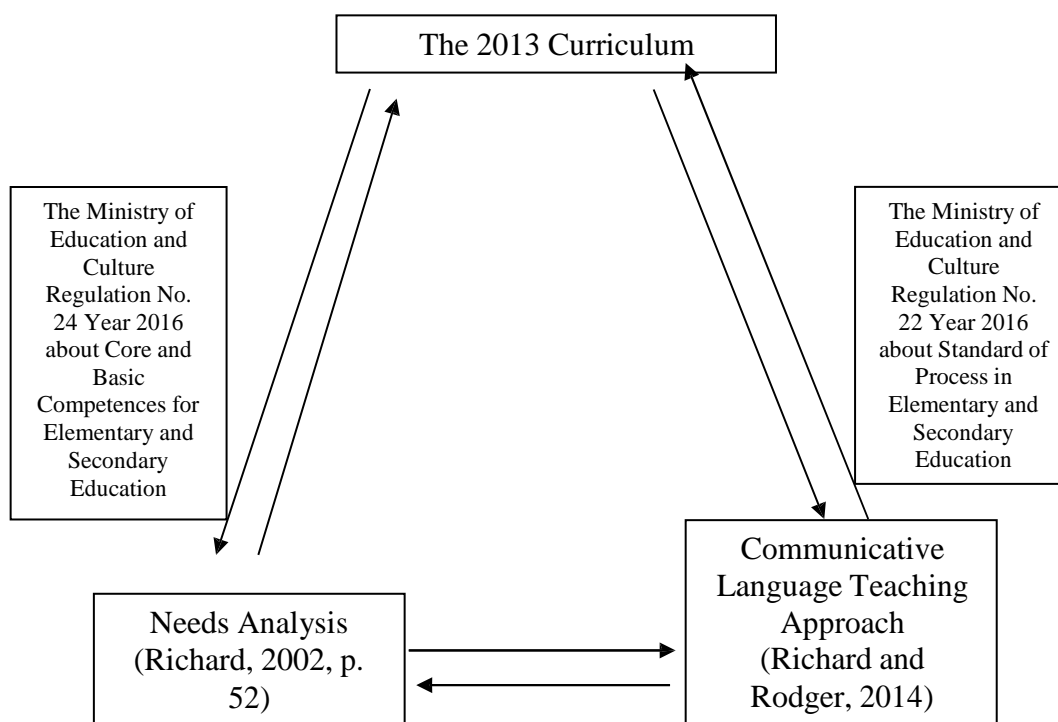 The 2013 Curriculum
The Ministry of
Education and
Culture
Regulation No.
24 Year 2016
about Core and
Basic
Competences for
Elementary and
Secondary
Education
The Ministry of
Education and
Culture
Regulation No.
22 Year 2016
about Standard of
Process in
Elementary and
Secondary
Education
Needs Analysis
(Richard, 2002, p.
52)
Communicative
Language Teaching
Approach
(Richard and
Rodger, 2014)